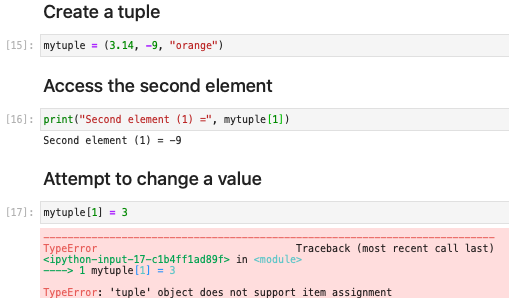 Create a tuple
[15]: mytuple = (3.14, -9, "orange")
Access the second element
[16]: print("Second element (1) =", mytuple[1])
Second element (1) = -9
Attempt to change a value
[17]: mytuple[1] = 3
---------------------------------------------------------------------------
TypeError                                 Traceback (most recent call last)
<ipython-input-17-c1b4ff1ad89f> in <module>
----> 1 mytuple[1] = 3
TypeError: 'tuple' object does not support item assignment